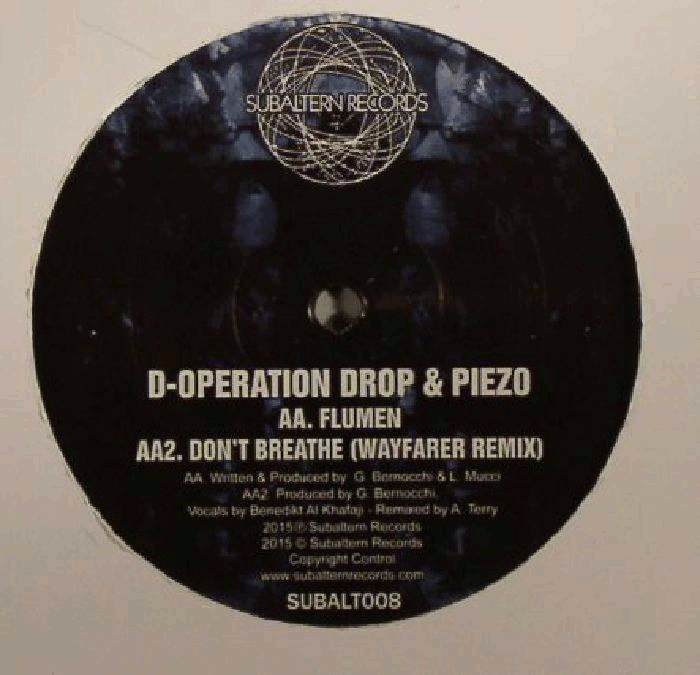 SUBALTERN RECORDS
D-OPERATION DROP & PIEZO
AA. FLUMEN
AA2. DON'T BREATHE (WAYFARER REMIX)
AA. Written & Produced by G. Bernocchi & L. Mucci
AA2. Produced by G. Bernocchi.
Vocals by Benedikt Al Khafaji - Remixed by A. Terry
2015 ℗ Subaltern Records
2015 © Subaltern Records
Copyright Control
www.subalternrecords.com
SUBALT008